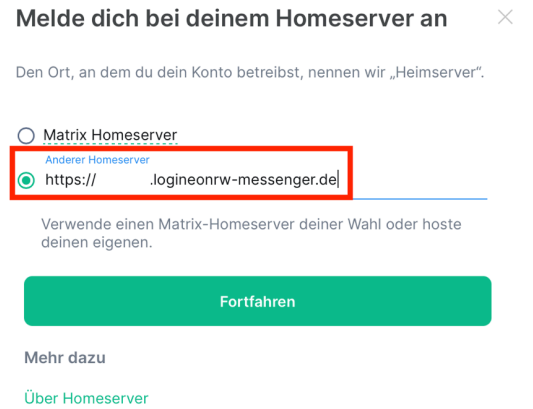 Melde dich bei deinem Homeserver an
Den Ort, an dem du dein Konto betreibst, nennen wir „Heimserver“.
Matrix Homeserver
Anderer Homeserver
https:// .logineonrw-messenger.de
Verwende einen Matrix-Homeserver deiner Wahl oder hoste
deinen eigenen.
Fortfahren
Mehr dazu
Über Homeserver